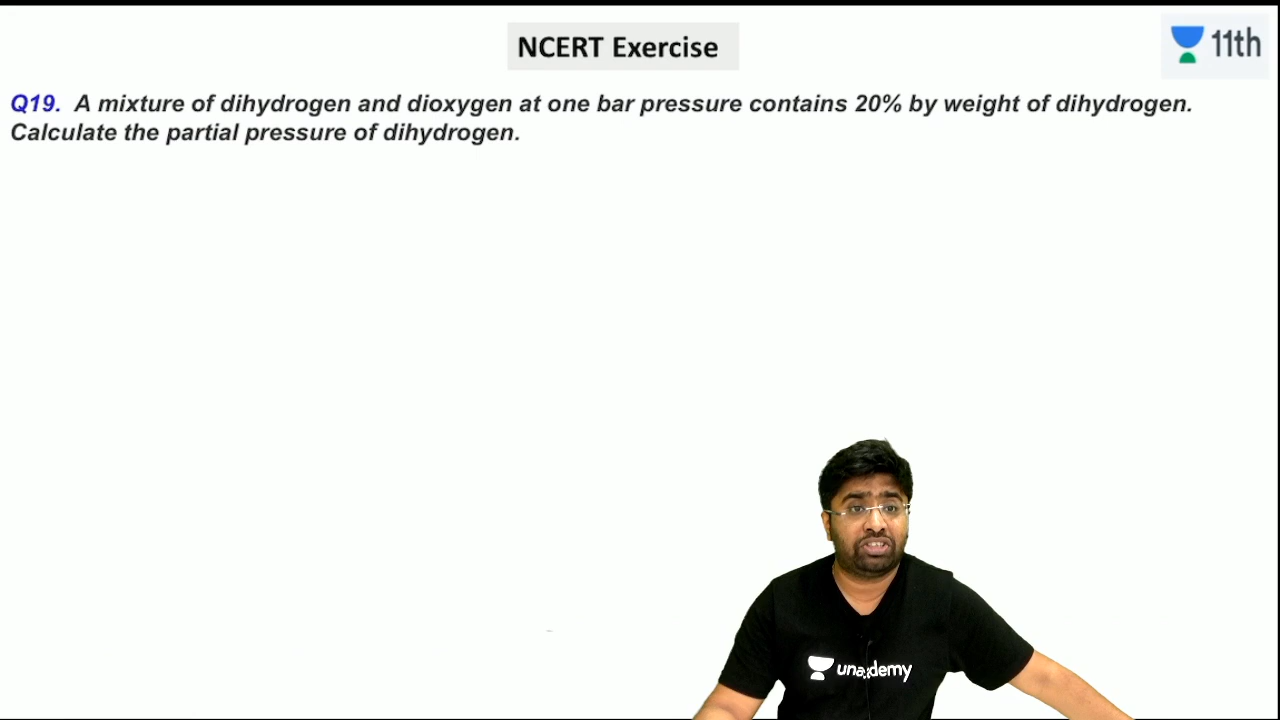 NCERT Exercise
11th
Q19. A mixture of dihydrogen and dioxygen at one bar pressure contains 20% by weight of dihydrogen.
Calculate the partial pressure of dihydrogen.
unacademy